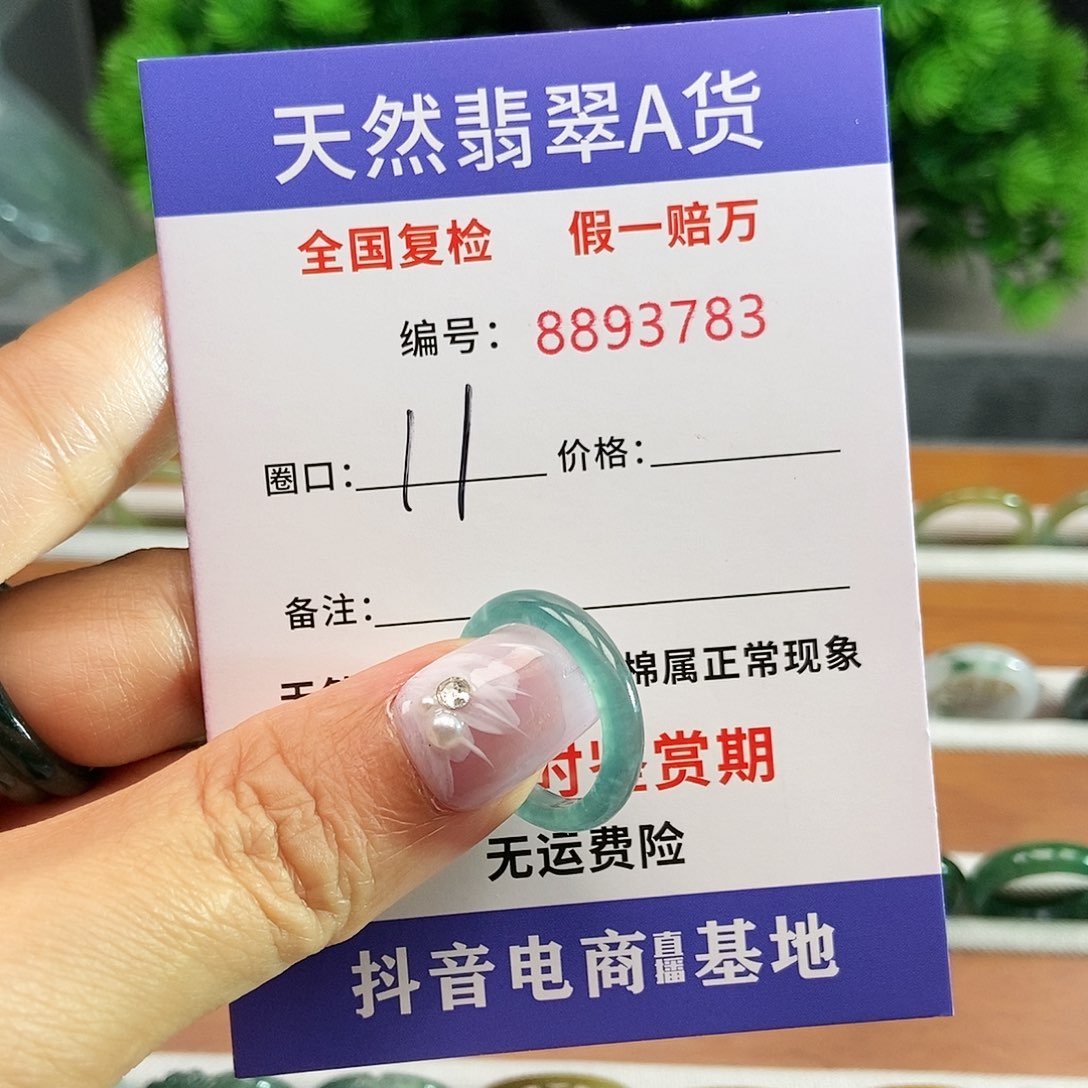 天然翡翠A货
全国复检 假一赔万
编号：8893783
圈口：11 价格：
备注：
棉属正常现象
赏期
无运费险
抖音电商直播基地